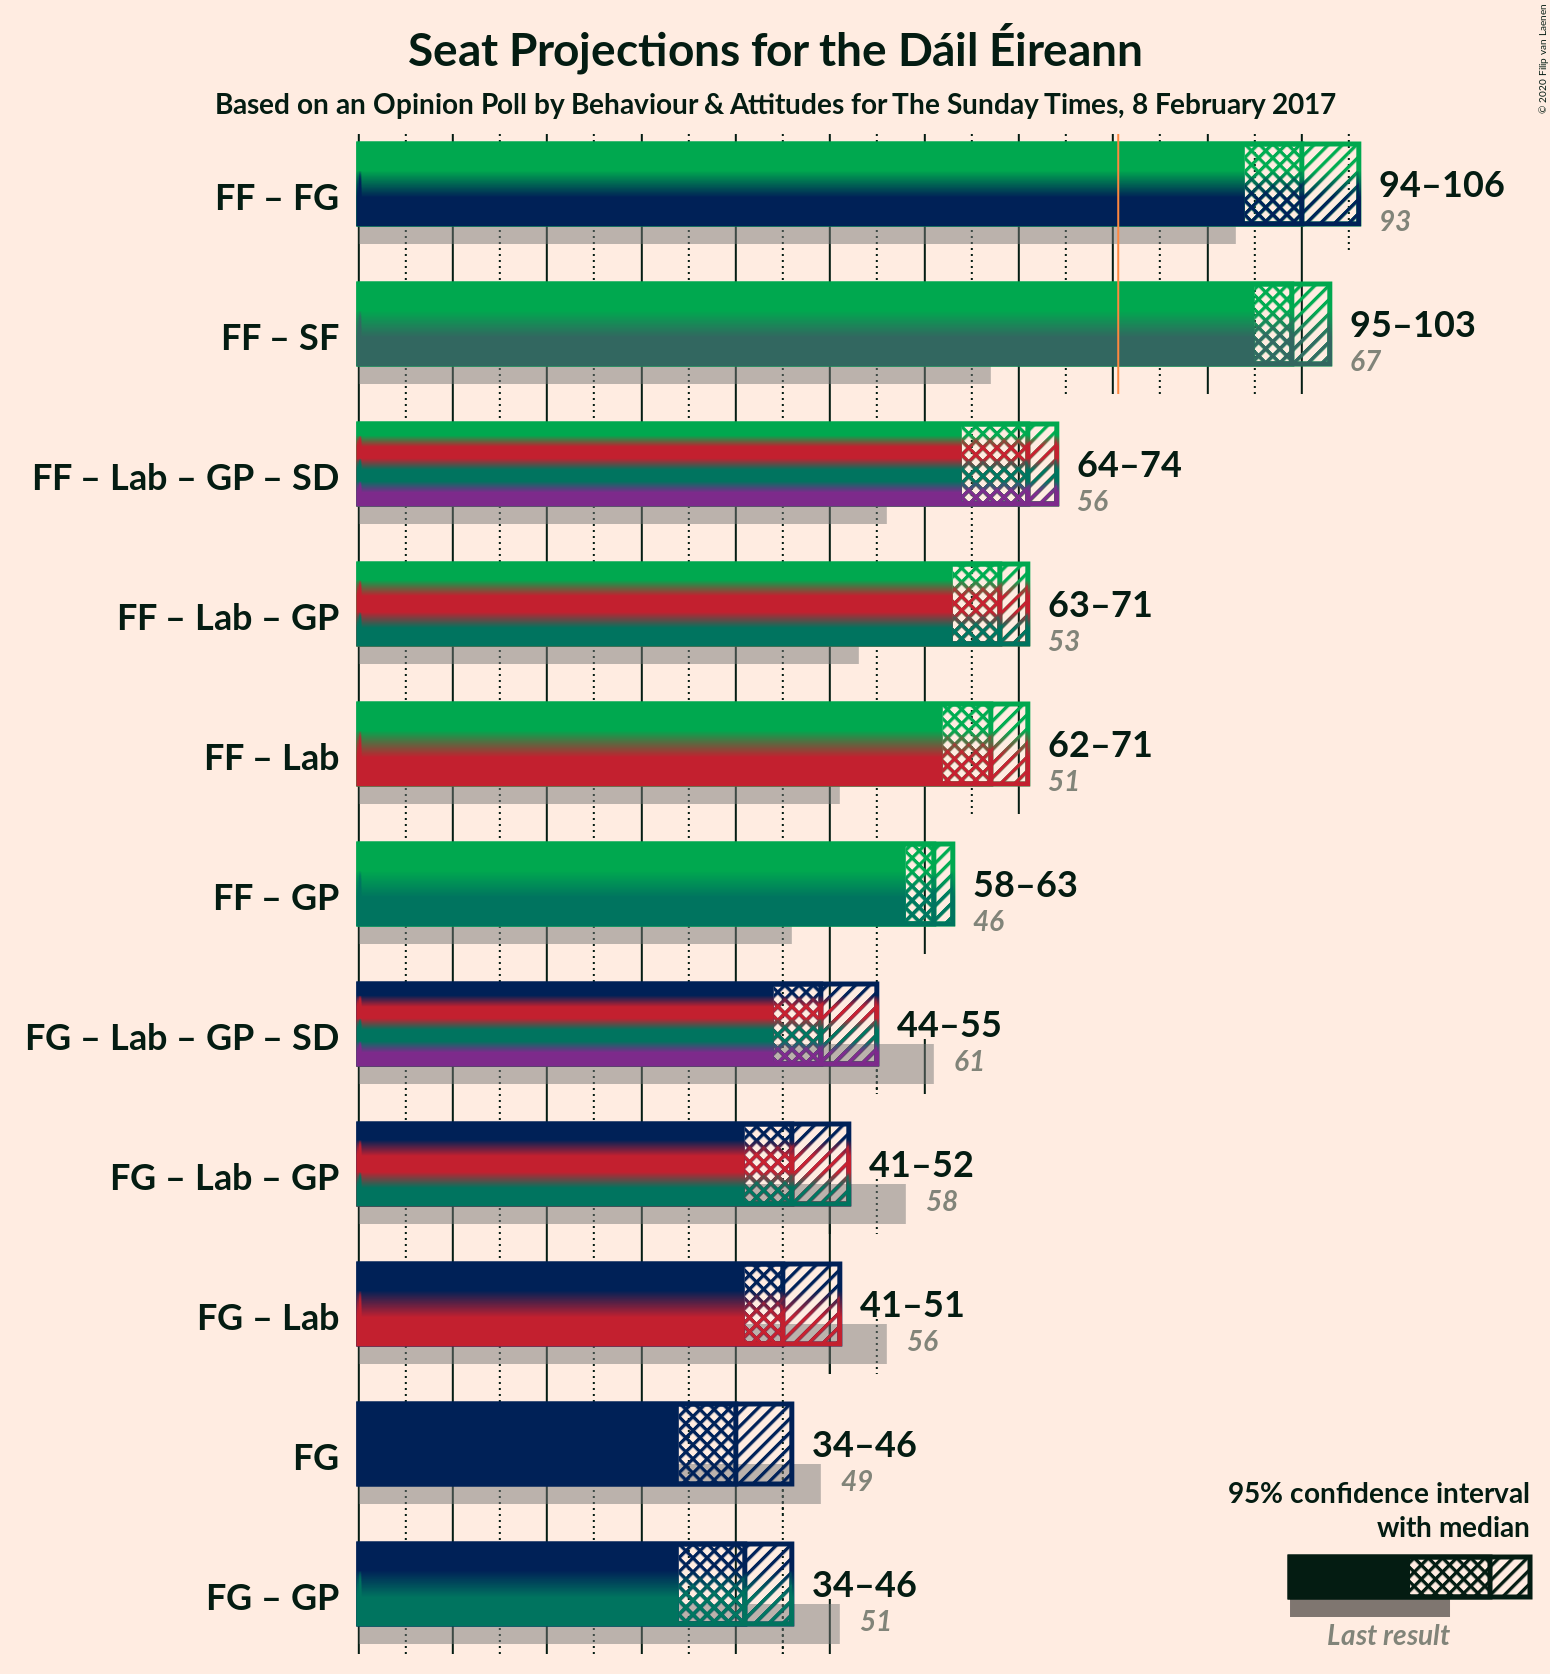 Seat Projections for the Dáil Éireann
Based on an Opinion Poll by Behaviour & Attitudes for The Sunday Times, 8 February 2017
© 2020 Filip van Laenen
FF – FG
94–106
93
FF – SF
95–103
67
FF – Lab – GP – SD
64–74
56
FF – Lab – GP
63–71
53
FF – Lab
62–71
51
FF – GP
58–63
46
FG – Lab – GP – SD
44–55
61
FG – Lab – GP
41–52
58
FG – Lab
41–51
56
FG
34–46
49
FG – GP
34–46
51
95% confidence interval
with median
Last result